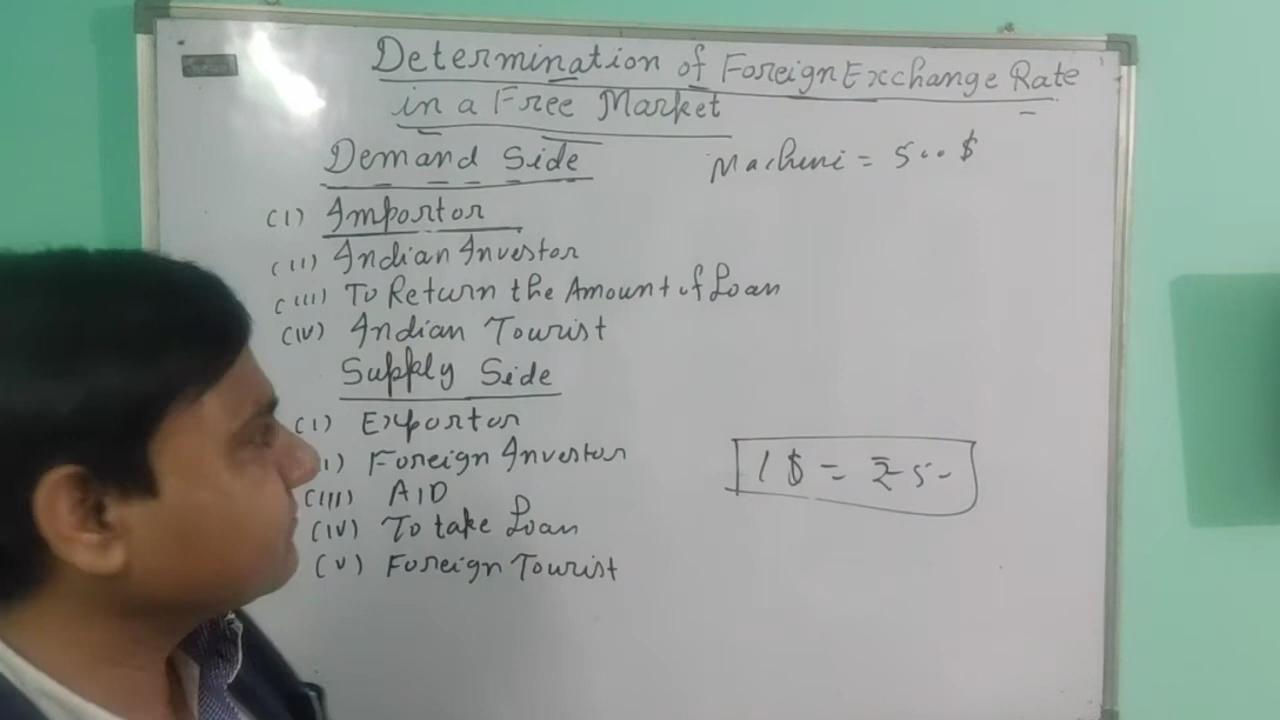 Determination of Foreign Exchange Rate
in a Free Market
Demand Side
Machine = 500 $
(I) Importor
(II) Indian Investor
(III) To Return the Amount of Loan
(IV) Indian Tourist
Supply Side
(I) Exportor
I) Foreign Investor
1 $ = ₹ 50
(III) AID
(IV) To take Loan
(V) Foreign Tourist